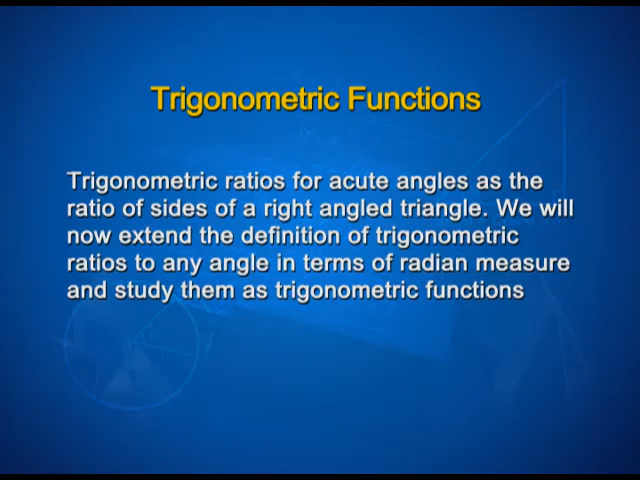 Trigonometric Functions
Trigonometric ratios for acute angles as the
ratio of sides of a right angled triangle. We will
now extend the definition of trigonometric
ratios to any angle in terms of radian measure
and study them as trigonometric functions